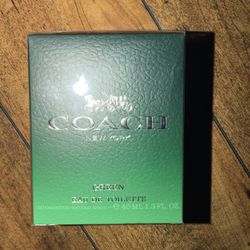 COACH
NEW YORK
GREEN
EAU DE TOILETTE
℮ 40 ML 1.3 FL. OZ.